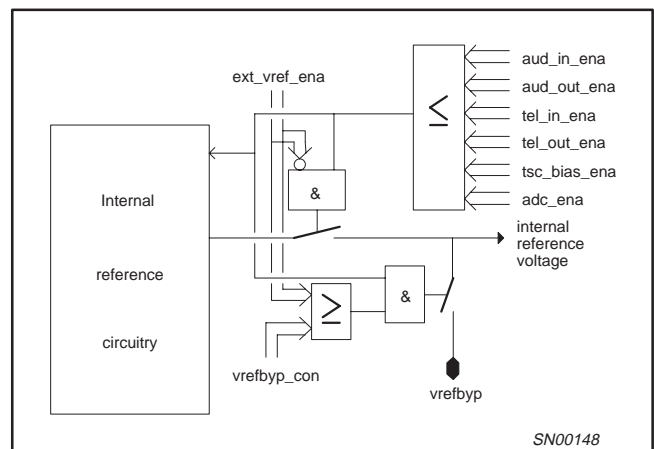 ext_vref_ena
aud_in_ena
aud_out_ena
tel_in_ena
tel_out_ena
tsc_bias_ena
adc_ena
≤
&
Internal
reference
circuitry
internal
reference
voltage
≥
&
vrefbyp_con
vrefbyp
SN00148